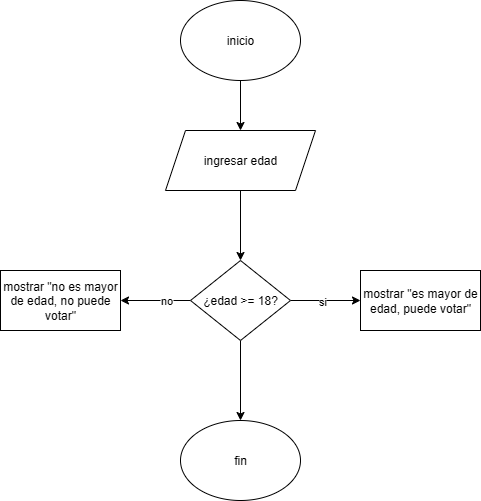 inicio
ingresar edad
mostrar "no es mayor
de edad, no puede
votar"
no
¿edad >= 18?
si
mostrar "es mayor de
edad, puede votar"
fin